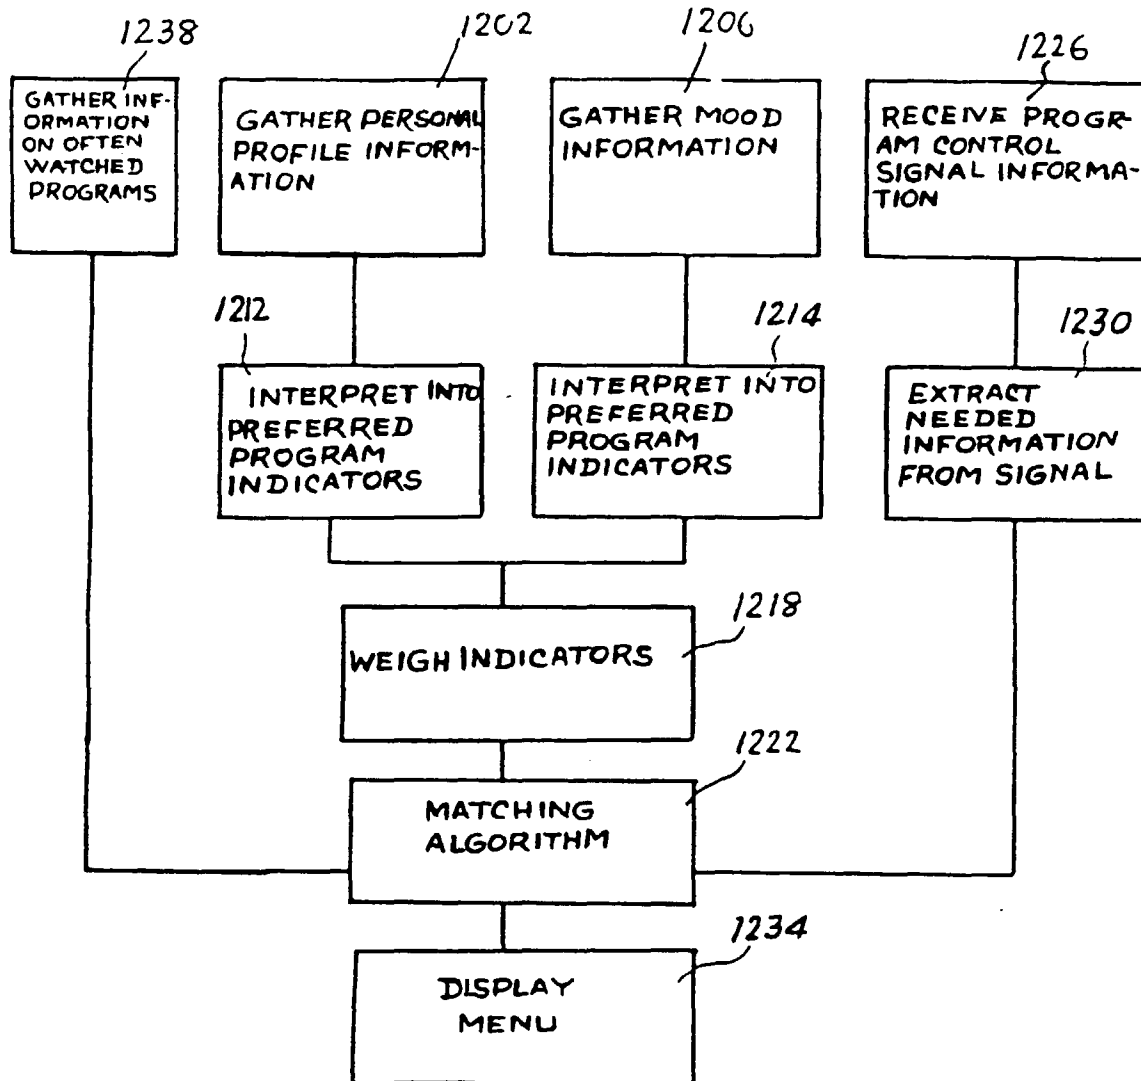 1238
1202
1206
1226
GATHER INF-
ORMATION
ON OFTEN
WATCHED
PROGRAMS
GATHER PERSONAL
PROFILE INFORM-
ATION
GATHER MOOD
INFORMATION
RECEIVE PROGR-
AM CONTROL
SIGNAL INFORMA-
TION
1212
1214
1230
INTERPRET INTO
PREFERRED
PROGRAM
INDICATORS
INTERPRET INTO
PREFERRED
PROGRAM
INDICATORS
EXTRACT
NEEDED
INFORMATION
FROM SIGNAL
1218
WEIGH INDICATORS
1222
MATCHING
ALGORITHM
1234
DISPLAY
MENU